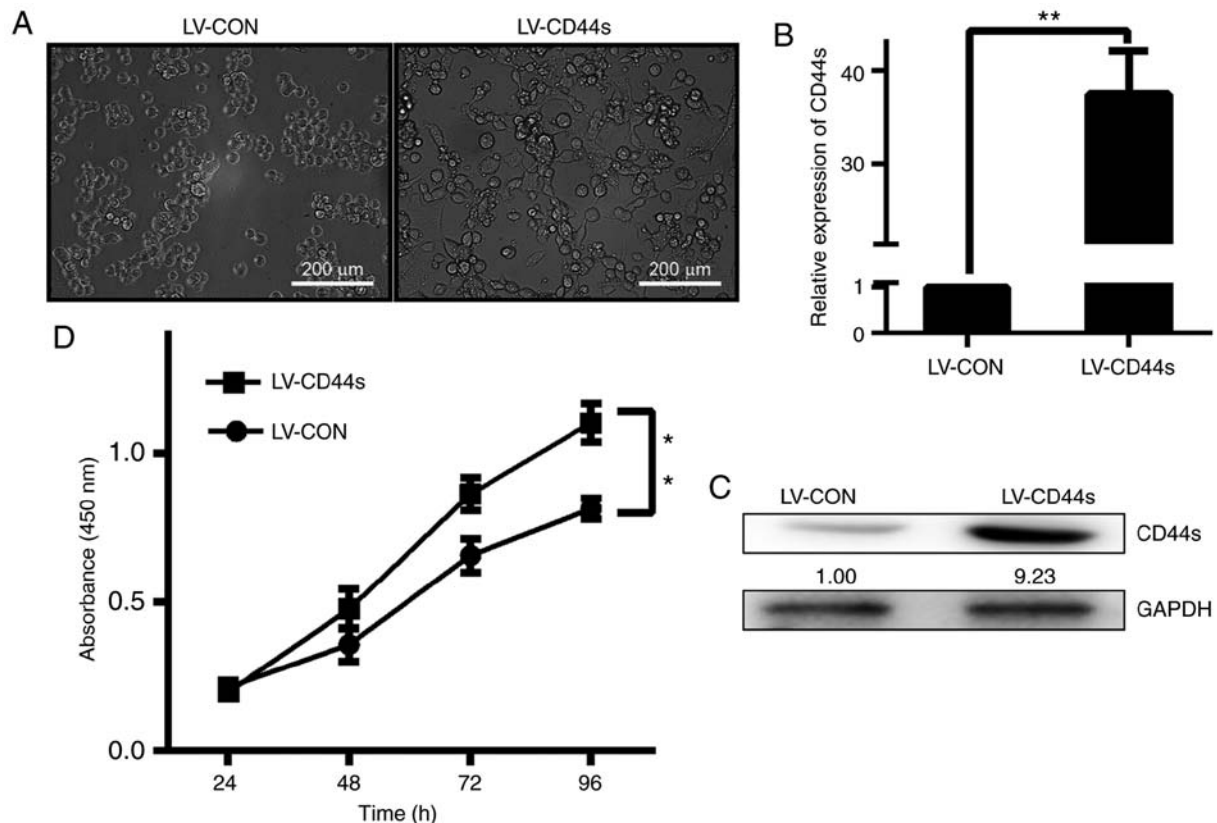 A
LV-CON
LV-CD44s
200 μm
200 μm
B
Relative expression of CD44s
**
40
30
1
0
LV-CON
LV-CD44s
D
LV-CD44s
LV-CON
Absorbance (450 nm)
1.0
0.5
0.0
*
*
24
48
72
96
Time (h)
C
LV-CON
LV-CD44s
CD44s
1.00
9.23
GAPDH